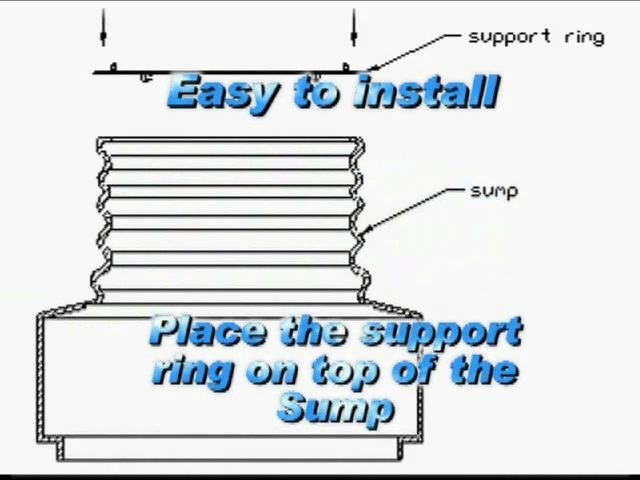 support ring
Easy to install
sump
Place the support
ring on top of the
Sump